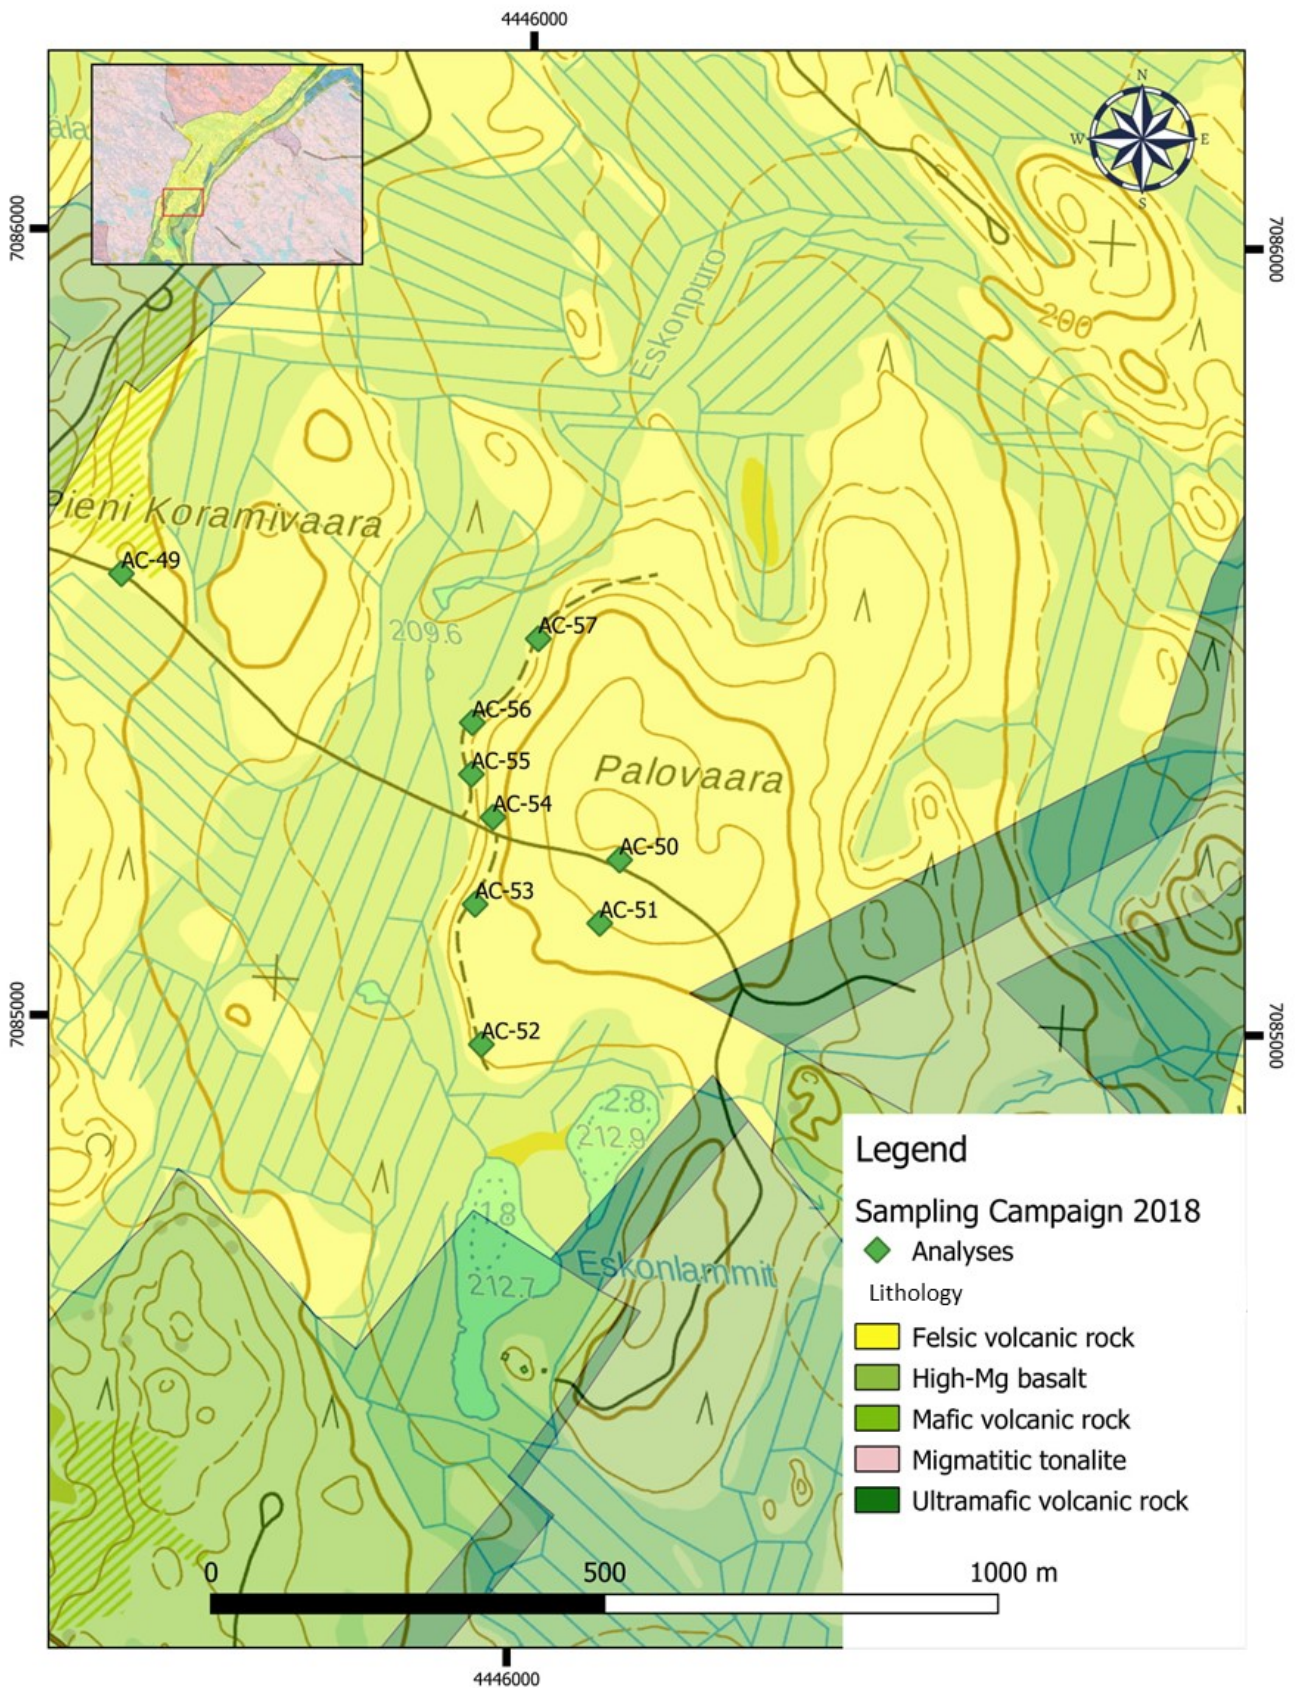 4446000
N
W E
S
äla
7086000
7086000
Eskonpuro
200
Pieni Koramivaara
AC-49
209.6
AC-57
AC-56
AC-55
Palovaara
AC-54
AC-50
AC-53
AC-51
7085000
7085000
AC-52
2.8
212.9
1.8
Eskonlammit
212.7
Legend
Sampling Campaign 2018
Analyses
Lithology
Felsic volcanic rock
High-Mg basalt
Mafic volcanic rock
Migmatitic tonalite
Ultramafic volcanic rock
0 500 1000 m
4446000